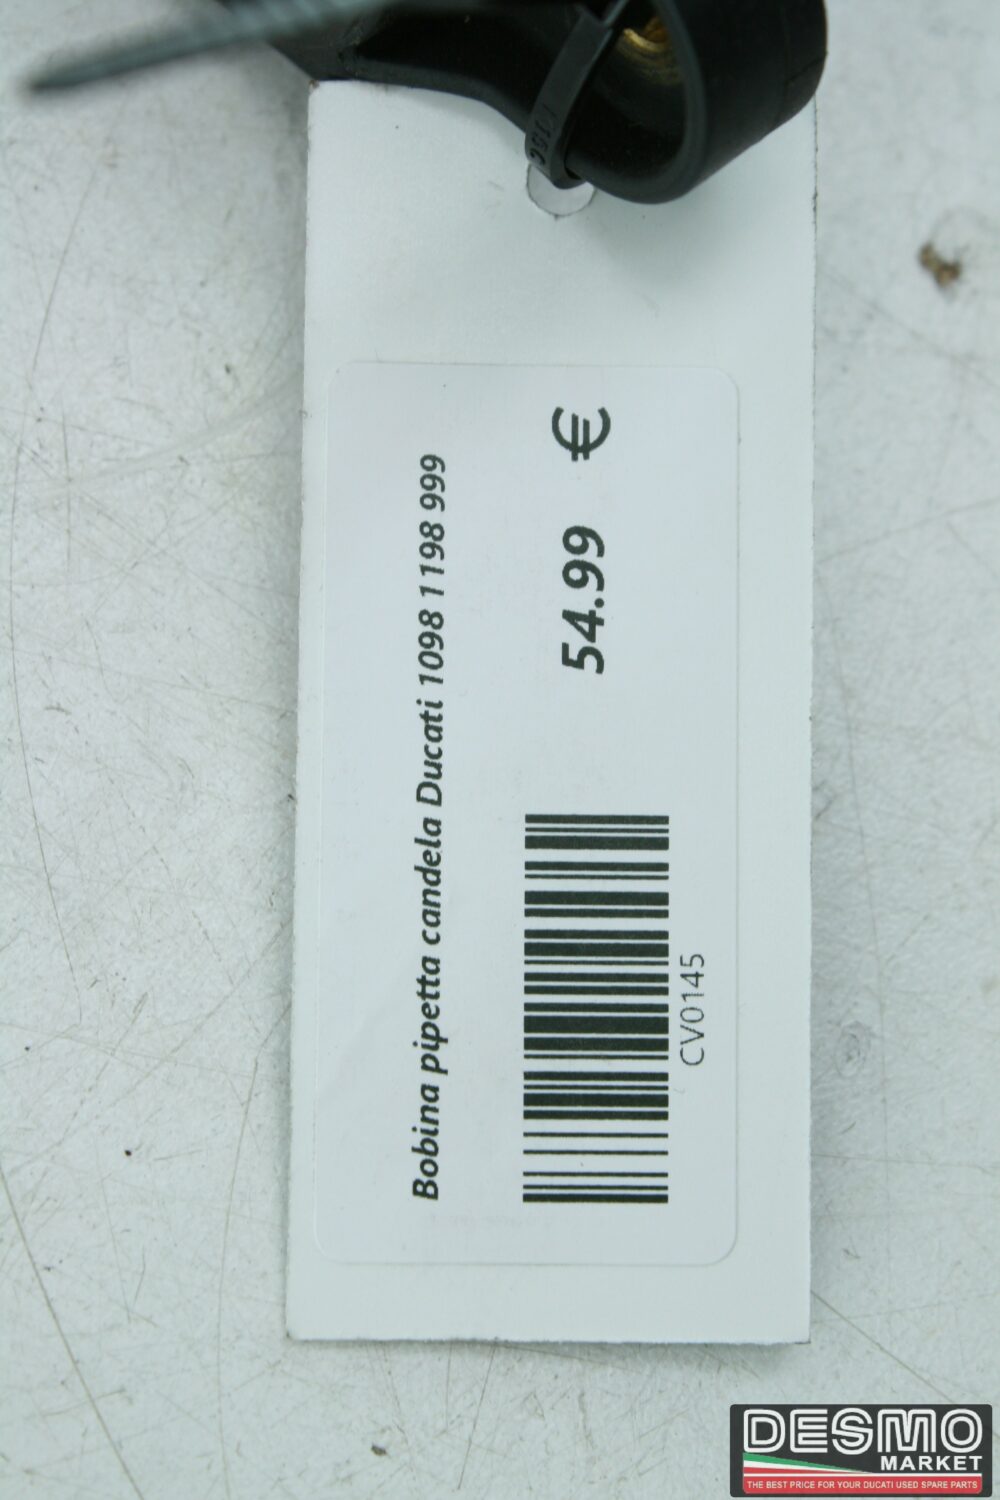 Bobina pipetta candela Ducati 1098 1198 999
54.99 €
CV0145
DESMO
MARKET
THE BEST PRICE FOR YOUR DUCATI USED SPARE PARTS